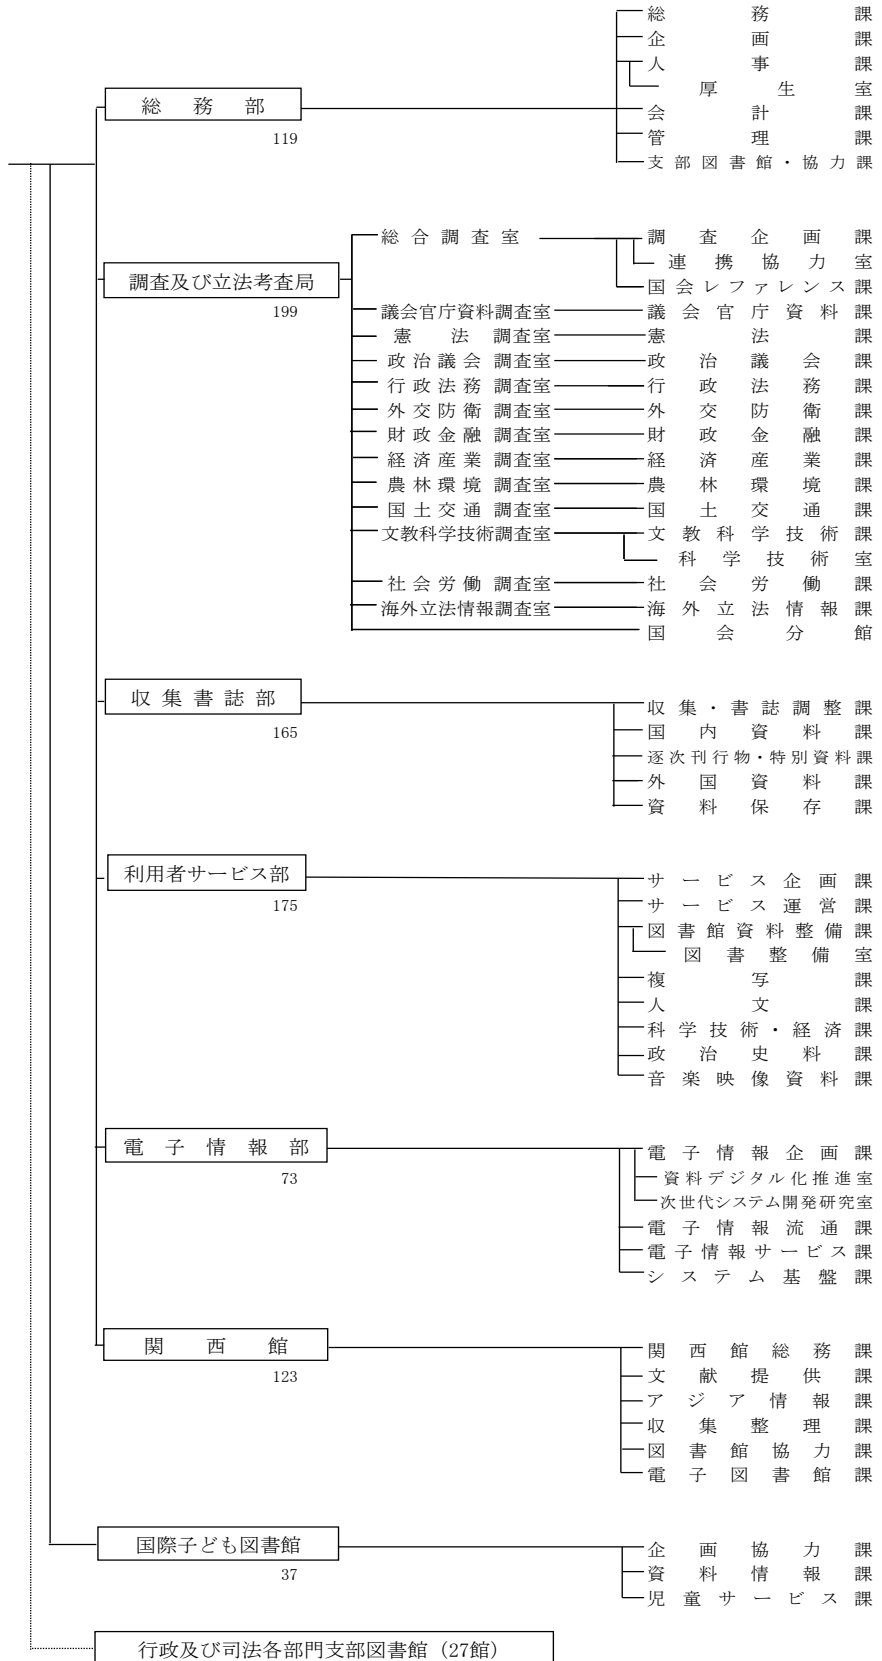 総務課
企画課
人事課
厚生室
総務部
会計課
119
管理課
支部図書館・協力課
総合調査室
調査企画課
連携協力室
調査及び立法考査局
国会レファレンス課
199
議会官庁資料調査室
議会官庁資料課
憲法調査室
憲法課
政治議会調査室
政治議会課
行政法務調査室
行政法務課
外交防衛調査室
外交防衛課
財政金融調査室
財政金融課
経済産業調査室
経済産業課
農林環境調査室
農林環境課
国土交通調査室
国土交通課
文教科学技術調査室
文教科学技術課
科学技術室
社会労働調査室
社会労働課
海外立法情報調査室
海外立法情報課
国会分館
収集書誌部
収集・書誌調整課
165
国内資料課
逐次刊行物・特別資料課
外国資料課
資料保存課
利用者サービス部
サービス企画課
175
サービス運営課
図書館資料整備課
図書整備室
複写課
人文課
科学技術・経済課
政治史料課
音楽映像資料課
電子情報部
電子情報企画課
73
資料デジタル化推進室
次世代システム開発研究室
電子情報流通課
電子情報サービス課
システム基盤課
関西館
関西館総務課
123
文献提供課
アジア情報課
収集整理課
図書館協力課
電子図書館課
国際子ども図書館
企画協力課
37
資料情報課
児童サービス課
行政及び司法各部門支部図書館（27館）